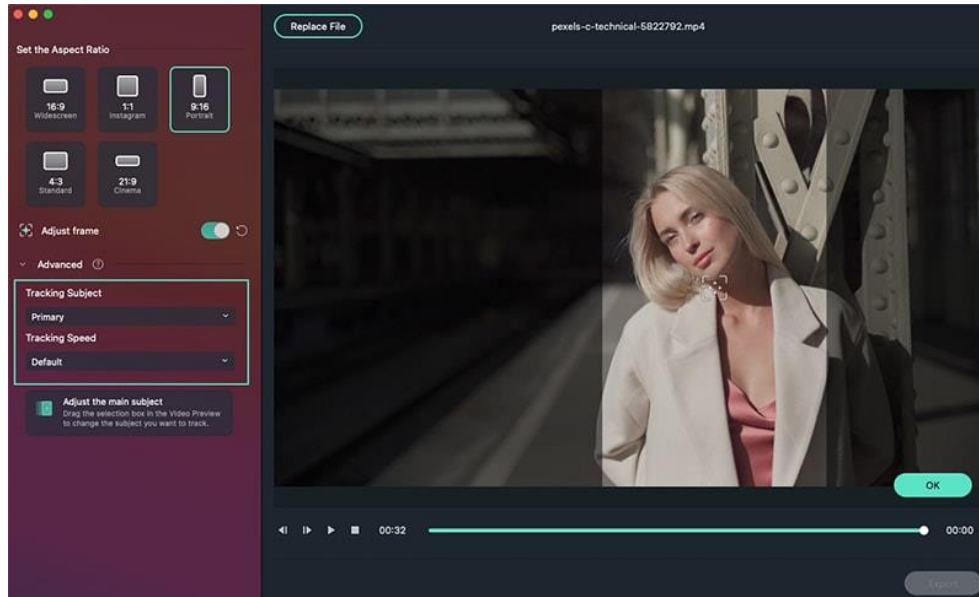 Replace File
pexels-c-technical-5822792.mp4
Set the Aspect Ratio
16:9
Widescreen
1:1
Instagram
9:16
Portrait
4:3
Standard
21:9
Cinema
Adjust frame
Advanced
Tracking Subject
Primary
Tracking Speed
Default
Adjust the main subject
Drag the selection box in the Video Preview
to change the subject you want to track.
OK
00:32
00:00
Export